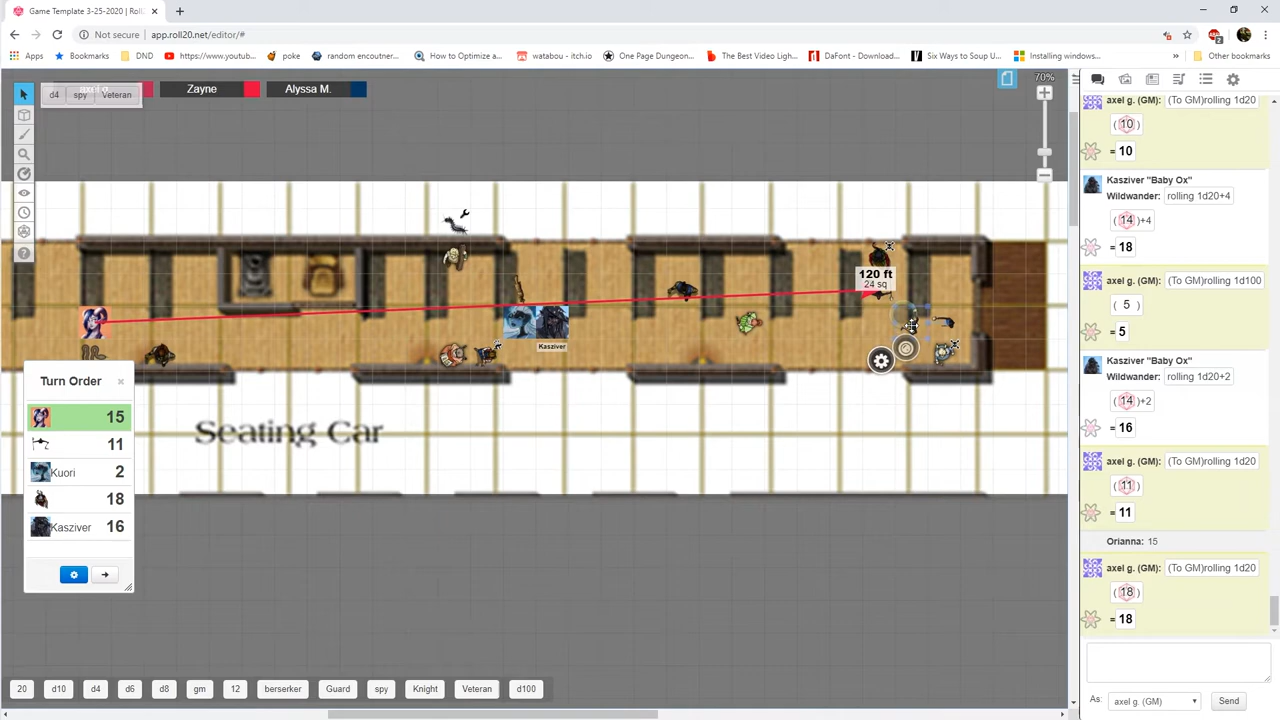 Game Template 3-25-2020 | Roll
Not secure | app.roll20.net/editor/#
Apps Bookmarks DND https://www.youtube... poke random encoutner... How to Optimize a... watabou - itch.io One Page Dungeon... The Best Video Ligh... DaFont - Download... Six Ways to Soup U... Installing windows... Other bookmarks
d4 spy Veteran
Zayne
Alyssa M.
70%
120 ft
24 sq
Kasziver
Seating Car
Turn Order ×
15
11
Kuori 2
18
Kasziver 16
20 d10 d4 d6 d8 gm 12 berserker Guard spy Knight Veteran d100
axel g. (GM): (To GM)rolling 1d20
(10)
= 10
Kasziver "Baby Ox"
Wildwander: rolling 1d20+4
(14)+4
= 18
axel g. (GM): rolling 1d100
(5)
= 5
Kasziver "Baby Ox"
Wildwander: rolling 1d20+2
(14)+2
= 16
axel g. (GM): (To GM)rolling 1d20
(11)
= 11
Orianna: 15
axel g. (GM): (To GM)rolling 1d20
(18)
= 18
As: axel g. (GM) Send